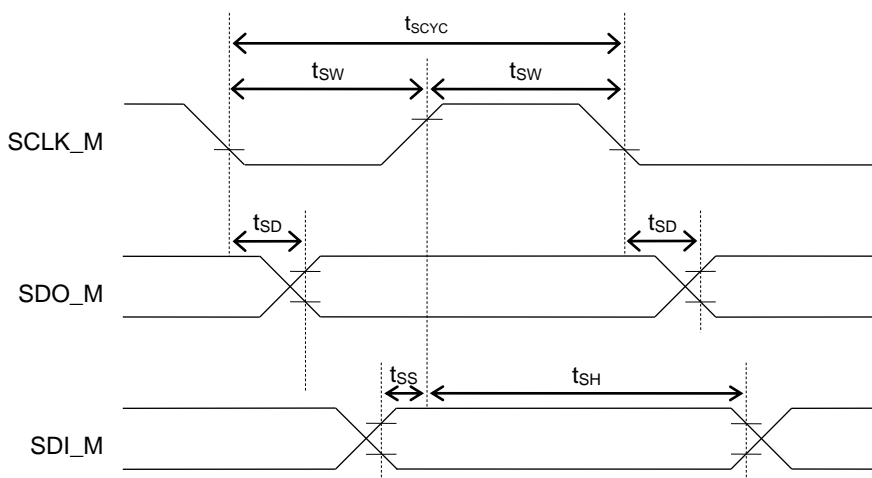 tSCYC
tSW tSW
SCLK_M
tSD tSD
SDO_M
tSS tSH
SDI_M